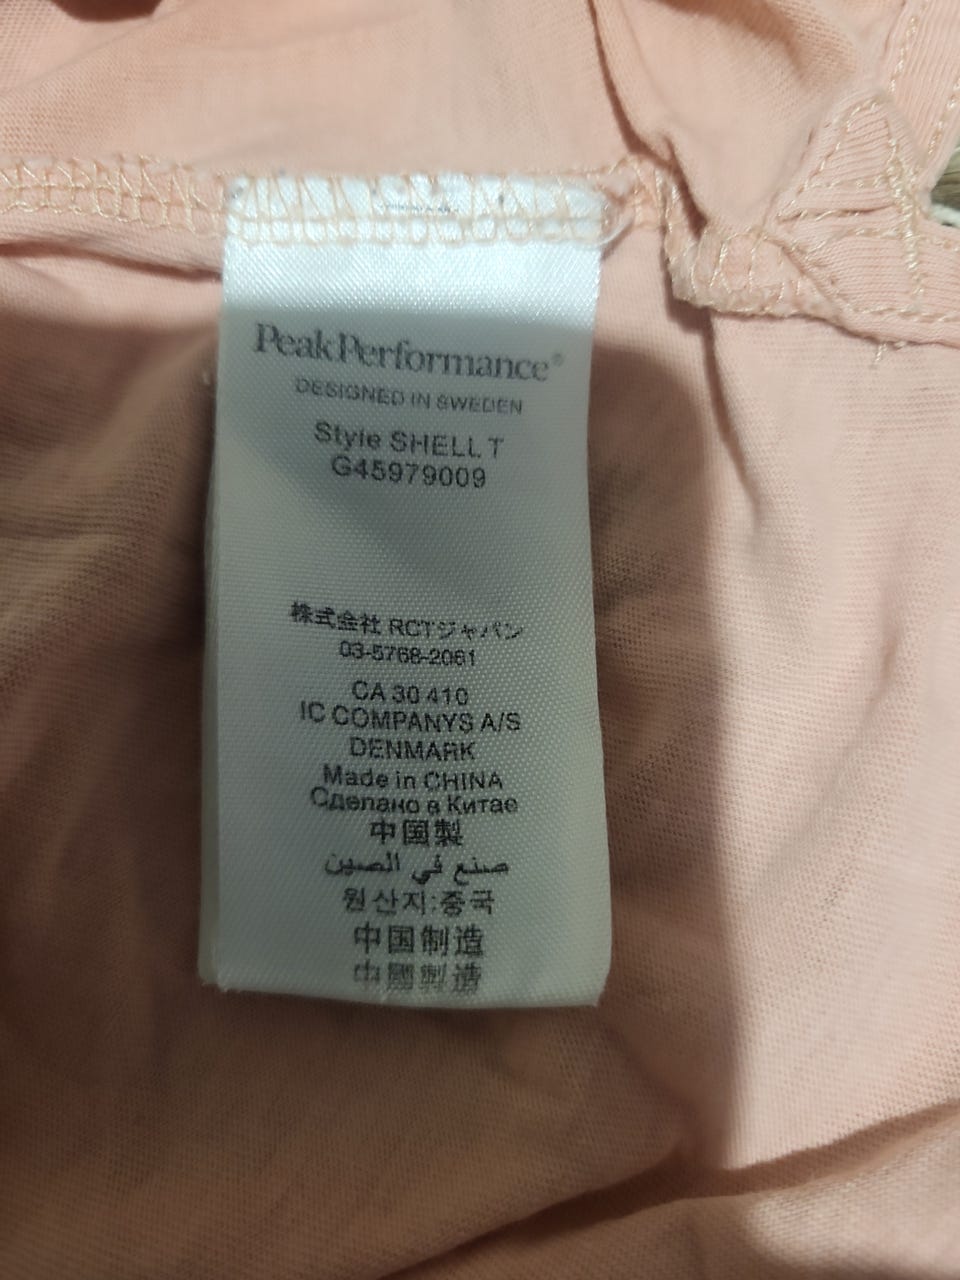 PeakPerformance®
DESIGNED IN SWEDEN
Style SHELL T
G45979009
株式会社 RCTジャパン
03-5768-2061
CA 30 410
IC COMPANYS A/S
DENMARK
Made in CHINA
Сделано в Китае
中国製
صنع في الصين
원산지:중국
中国制造
中國製造